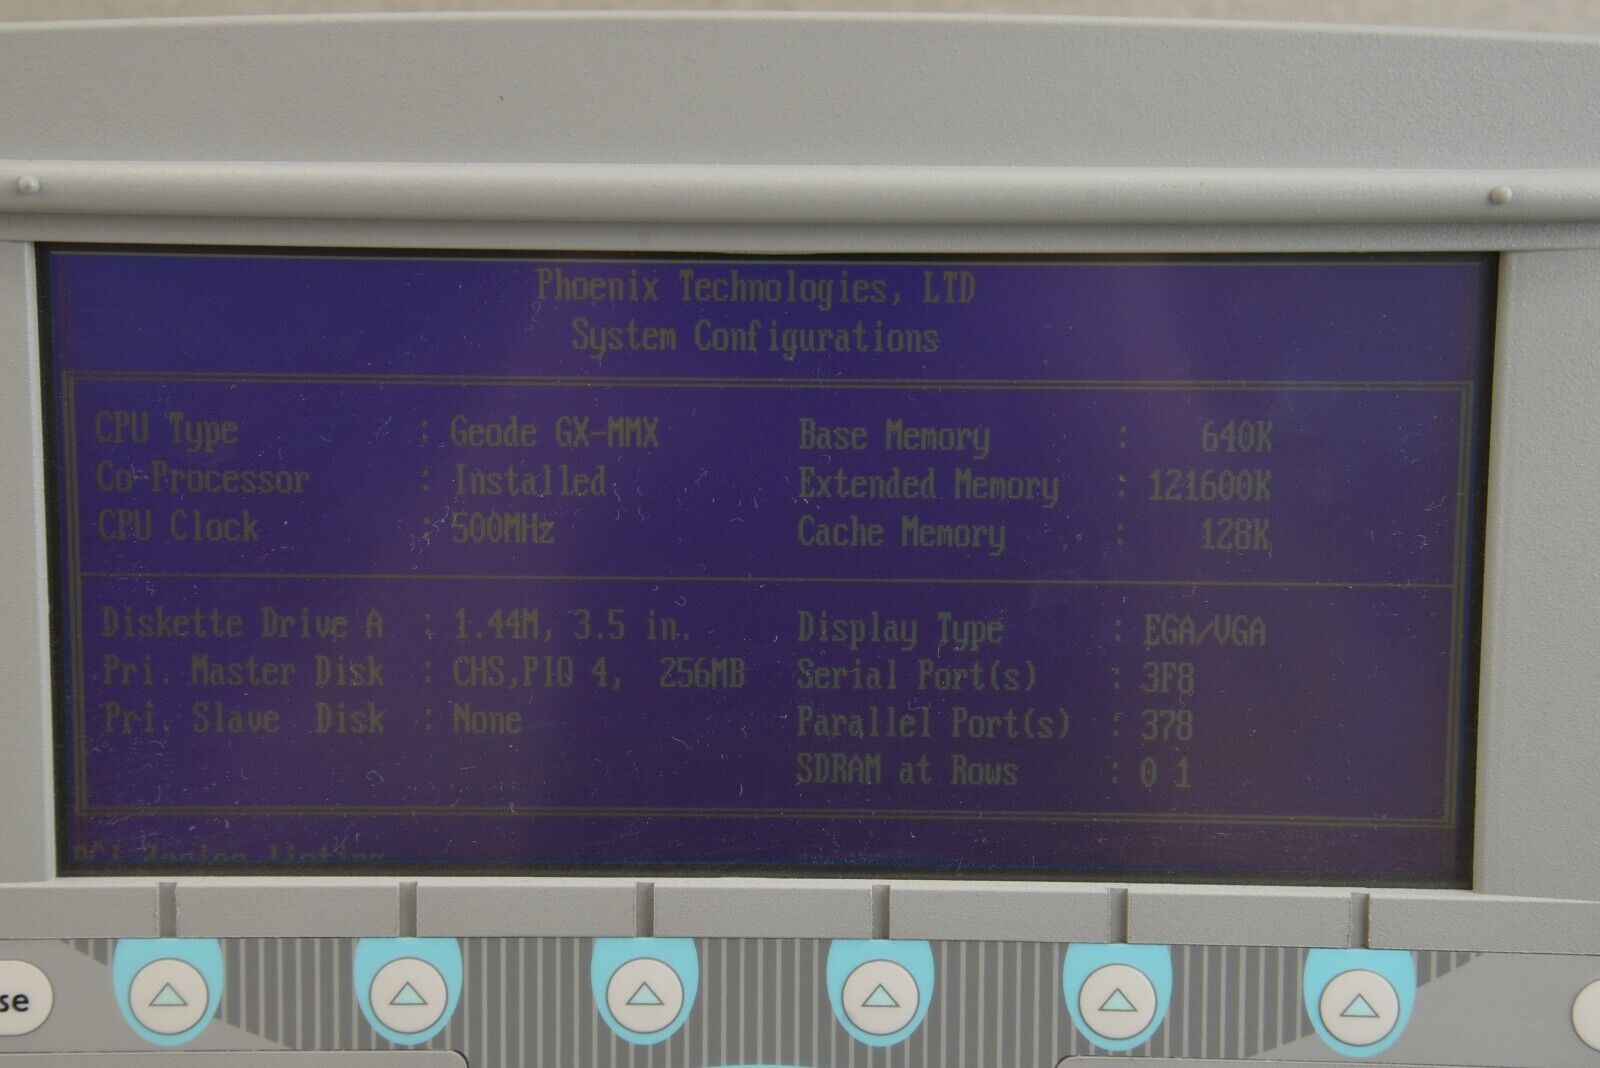 Phoenix Technologies, LTD
System Configurations
CPU Type : Geode GX-MMX Base Memory : 640K
Co-Processor : Installed Extended Memory : 121600K
CPU Clock : 500MHz Cache Memory : 128K
Diskette Drive A : 1.44M, 3.5 in. Display Type : EGA/VGA
Pri. Master Disk : CHS,PIO 4, 256MB Serial Port(s) : 3F8
Pri. Slave Disk : None Parallel Port(s) : 378
SDRAM at Rows : 0 1
PCI device listing
se